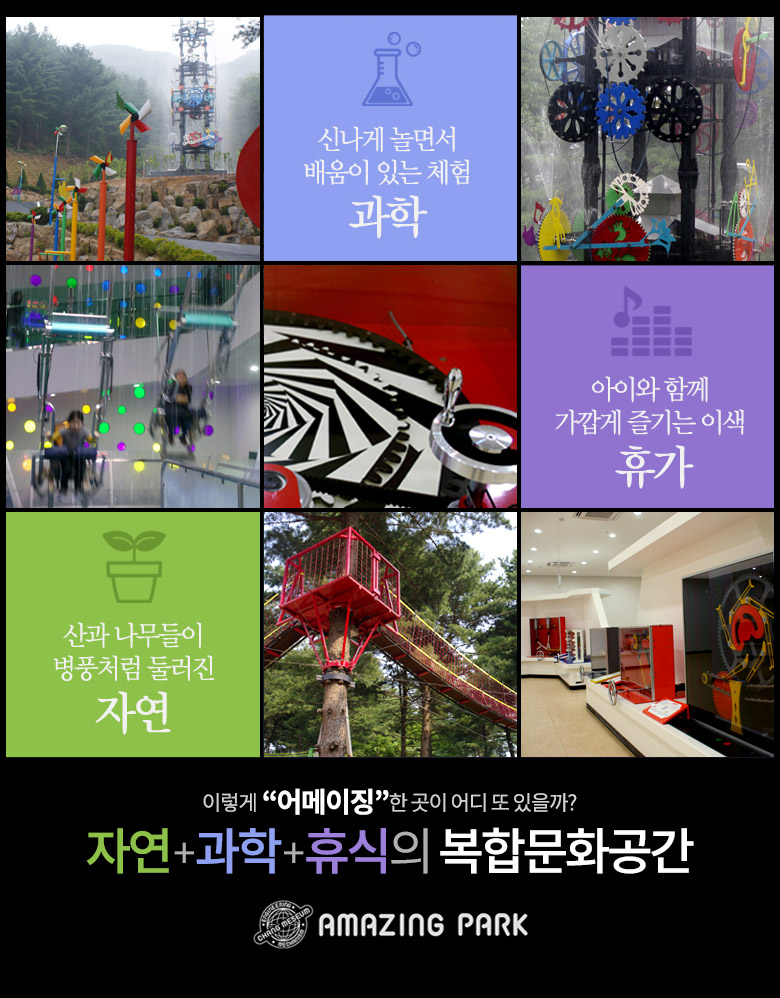 신나게 놀면서
배움이 있는 체험
과학
아이와 함께
가깝게 즐기는 이색
휴가
산과 나무들이
병풍처럼 둘러진
자연
이렇게 “어메이징”한 곳이 어디 또 있을까?
자연+과학+휴식의 복합문화공간
ENGINEERING
CHANG MESEUM
MECHANISM
AMAZING PARK